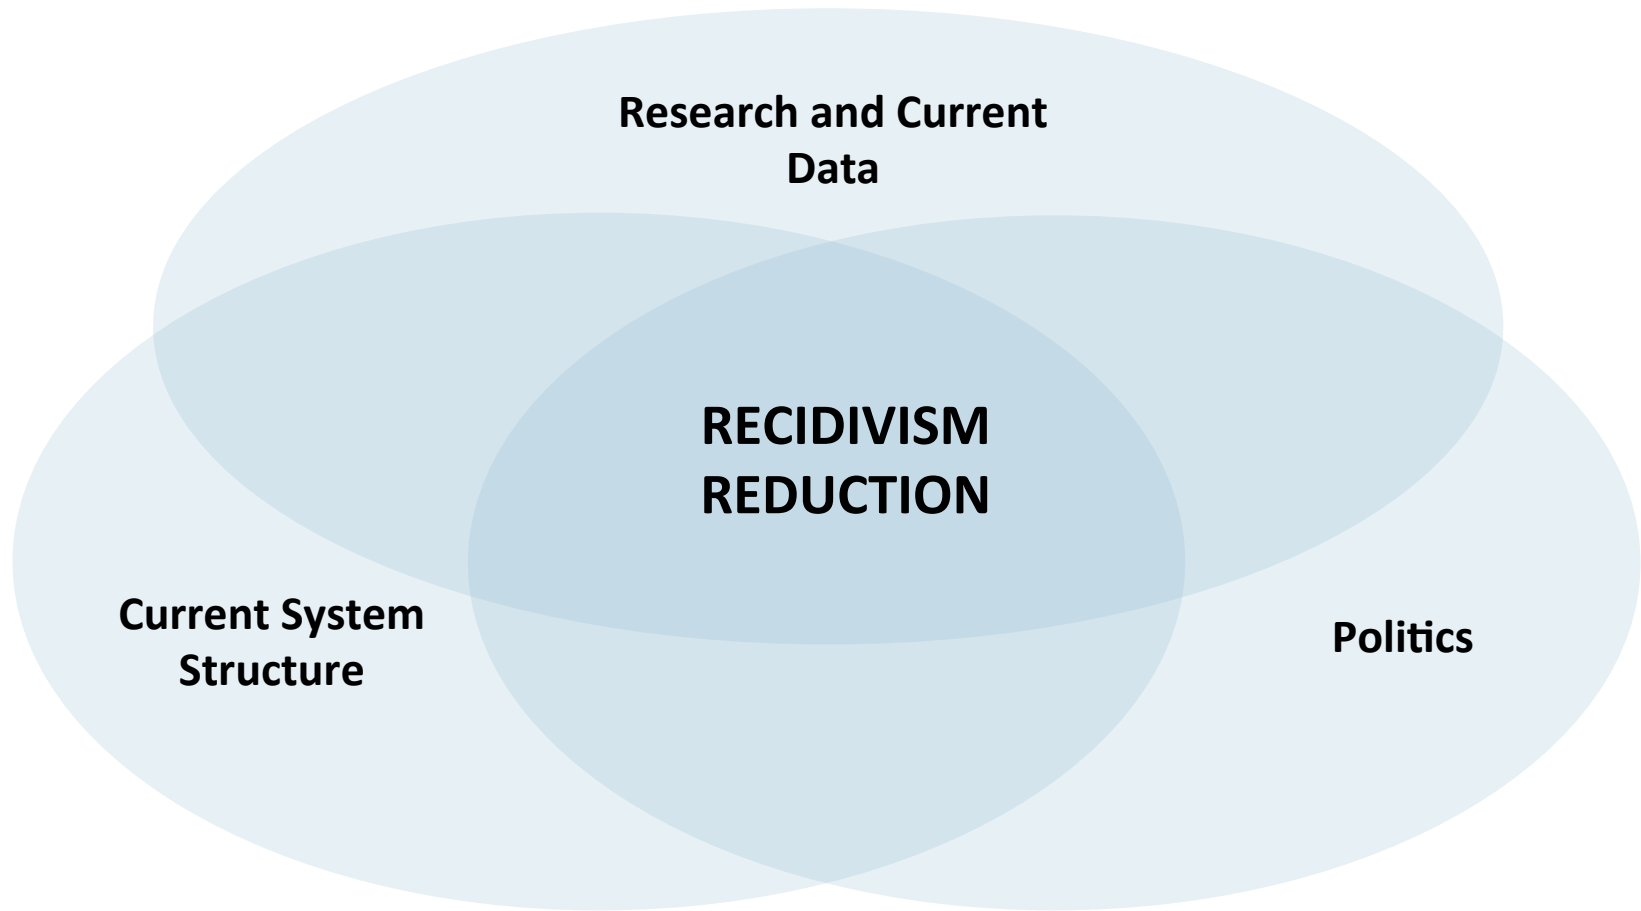 Research and Current
Data
RECIDIVISM
REDUCTION
Current System
Structure
Politics